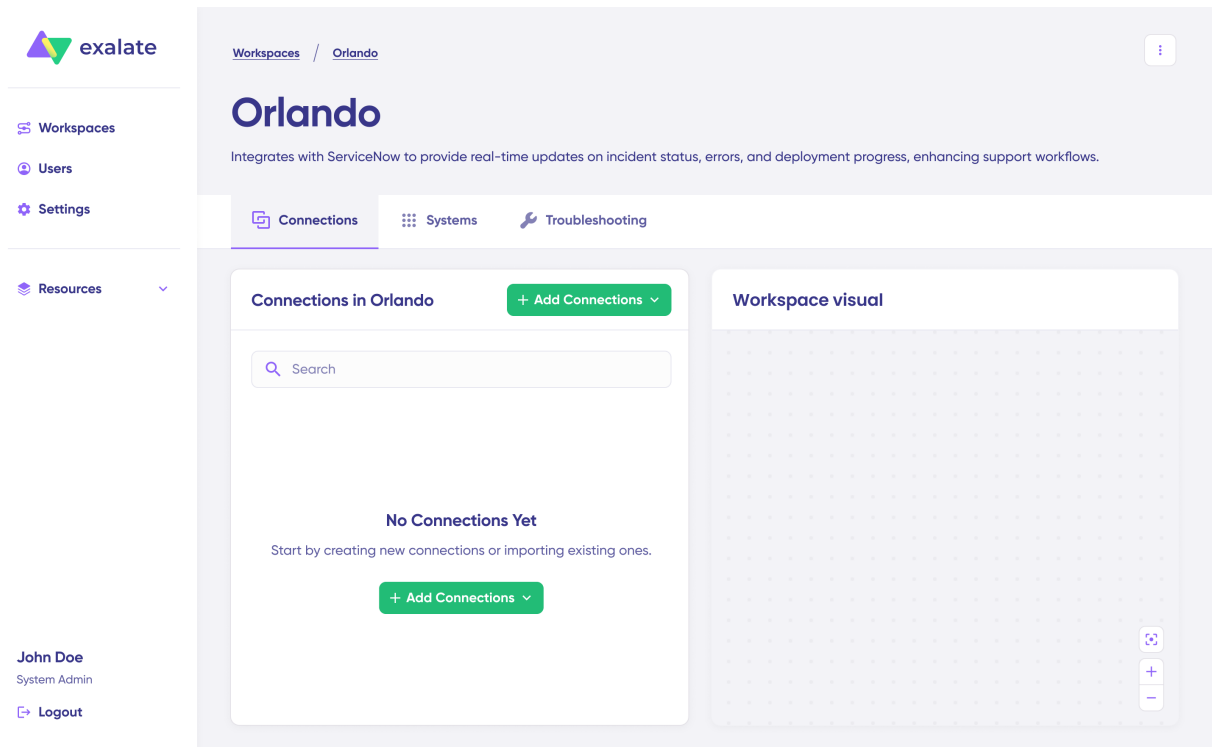 exalate
Workspaces
Users
Settings
Resources
John Doe
System Admin
Logout
Workspaces / Orlando
Orlando
Integrates with ServiceNow to provide real-time updates on incident status, errors, and deployment progress, enhancing support workflows.
Connections
Systems
Troubleshooting
Connections in Orlando
+ Add Connections
Search
No Connections Yet
Start by creating new connections or importing existing ones.
+ Add Connections
Workspace visual